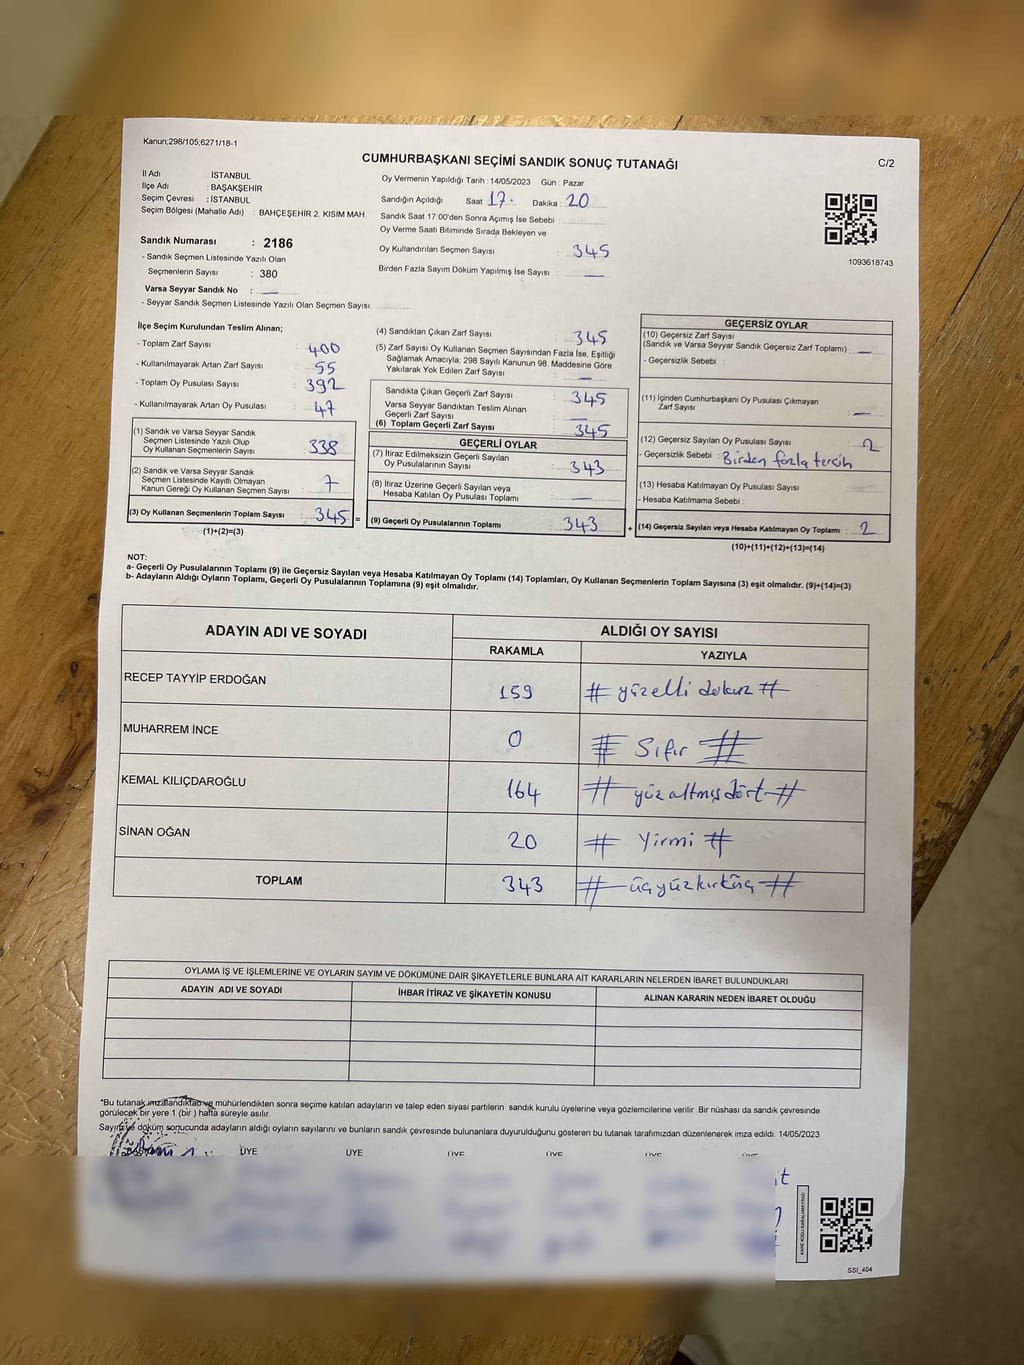 Kanun;298/105;6271/18-1
CUMHURBAŞKANI SEÇİMİ SANDIK SONUÇ TUTANAĞI
C/2
İl Adı : İSTANBUL
İlçe Adı : BAŞAKŞEHİR
Seçim Çevresi : İSTANBUL
Seçim Bölgesi (Mahalle Adı) : BAHÇEŞEHİR 2. KISIM MAH.
Sandık Numarası : 2186
- Sandık Seçmen Listesinde Yazılı Olan
Seçmenlerin Sayısı : 380
Varsa Seyyar Sandık No : —
- Seyyar Sandık Seçmen Listesinde Yazılı Olan Seçmen Sayısı:
Oy Vermenin Yapıldığı Tarih : 14/05/2023 Gün : Pazar
Sandığın Açıldığı Saat 17. Dakika : 20
Sandık Saat 17:00'den Sonra Açımış İse Sebebi :
Oy Verme Saati Bitiminde Sırada Bekleyen ve
Oy Kullandırılan Seçmen Sayısı : 345
Birden Fazla Sayım Döküm Yapılmış İse Sayısı : —
1093618743
İlçe Seçim Kurulundan Teslim Alınan;
- Toplam Zarf Sayısı : 400
- Kullanılmayarak Artan Zarf Sayısı : 55
- Toplam Oy Pusulası Sayısı : 392
- Kullanılmayarak Artan Oy Pusulası : 47
(1) Sandık ve Varsa Seyyar Sandık
Seçmen Listesinde Yazılı Olup
Oy Kullanan Seçmenlerin Sayısı : 338
(2) Sandık ve Varsa Seyyar Sandık
Seçmen Listesinde Kayıtlı Olmayan
Kanun Gereği Oy Kullanan Seçmen Sayısı : 7
(3) Oy Kullanan Seçmenlerin Toplam Sayısı : 345 =
(1)+(2)=(3)
(4) Sandıktan Çıkan Zarf Sayısı : 345
(5) Zarf Sayısı Oy Kullanan Seçmen Sayısından Fazla İse, Eşitliği
Sağlamak Amacıyla; 298 Sayılı Kanunun 98. Maddesine Göre
Yakılarak Yok Edilen Zarf Sayısı : —
Sandıkta Çıkan Geçerli Zarf Sayısı : 345
Varsa Seyyar Sandıktan Teslim Alınan
Geçerli Zarf Sayısı : —
(6) Toplam Geçerli Zarf Sayısı : 345
GEÇERLİ OYLAR
(7) İtiraz Edilmeksizin Geçerli Sayılan
Oy Pusulalarının Sayısı : 343
(8) İtiraz Üzerine Geçerli Sayılan veya
Hesaba Katılan Oy Pusulası Toplamı : —
(9) Geçerli Oy Pusulalarının Toplamı : 343 +
GEÇERSİZ OYLAR
(10) Geçersiz Zarf Sayısı
(Sandık ve Varsa Seyyar Sandık Geçersiz Zarf Toplamı) : —
- Geçersizlik Sebebi :
(11) İçinden Cumhurbaşkanı Oy Pusulası Çıkmayan
Zarf Sayısı : —
(12) Geçersiz Sayılan Oy Pusulası Sayısı : 2
- Geçersizlik Sebebi : Birden fazla tercih
(13) Hesaba Katılmayan Oy Pusulası Sayısı : —
- Hesaba Katılmama Sebebi :
(14) Geçersiz Sayılan veya Hesaba Katılmayan Oy Toplamı : 2
(10)+(11)+(12)+(13)=(14)
NOT:
a- Geçerli Oy Pusulalarının Toplamı (9) ile Geçersiz Sayılan veya Hesaba Katılmayan Oy Toplamı (14) Toplamları, Oy Kullanan Seçmenlerin Toplam Sayısına (3) eşit olmalıdır. (9)+(14)=(3)
b- Adayların Aldığı Oyların Toplamı, Geçerli Oy Pusulalarının Toplamına (9) eşit olmalıdır.
ADAYIN ADI VE SOYADI
ALDIĞI OY SAYISI
RAKAMLA YAZIYLA
RECEP TAYYİP ERDOĞAN 159 # yüzelli dokuz #
MUHARREM İNCE 0 # Sıfır #
KEMAL KILIÇDAROĞLU 164 # yüz altmış dört #
SİNAN OĞAN 20 # Yirmi #
TOPLAM 343 # üçyüzkırküç #
OYLAMA İŞ VE İŞLEMLERİNE VE OYLARIN SAYIM VE DÖKÜMÜNE DAİR ŞİKAYETLERLE BUNLARA AİT KARARLARIN NELERDEN İBARET BULUNDUKLARI
ADAYIN ADI VE SOYADI İHBAR İTİRAZ VE ŞİKAYETİN KONUSU ALINAN KARARIN NEDEN İBARET OLDUĞU
*Bu tutanak imzalandıktan ve mühürlendikten sonra seçime katılan adayların ve talep eden siyasi partilerin sandık kurulu üyelerine veya gözlemcilerine verilir. Bir nüshası da sandık çevresinde
görülecek bir yere 1 (bir) hafta süreyle asılır.
Sayım ve döküm sonucunda adayların aldığı oyların sayılarını ve bunların sandık çevresinde bulunanlara duyurulduğunu gösteren bu tutanak tarafımızdan düzenlenerek imza edildi. 14/05/2023
ÜYE ÜYE ÜYE ÜYE ÜYE ÜYE
SSI_404